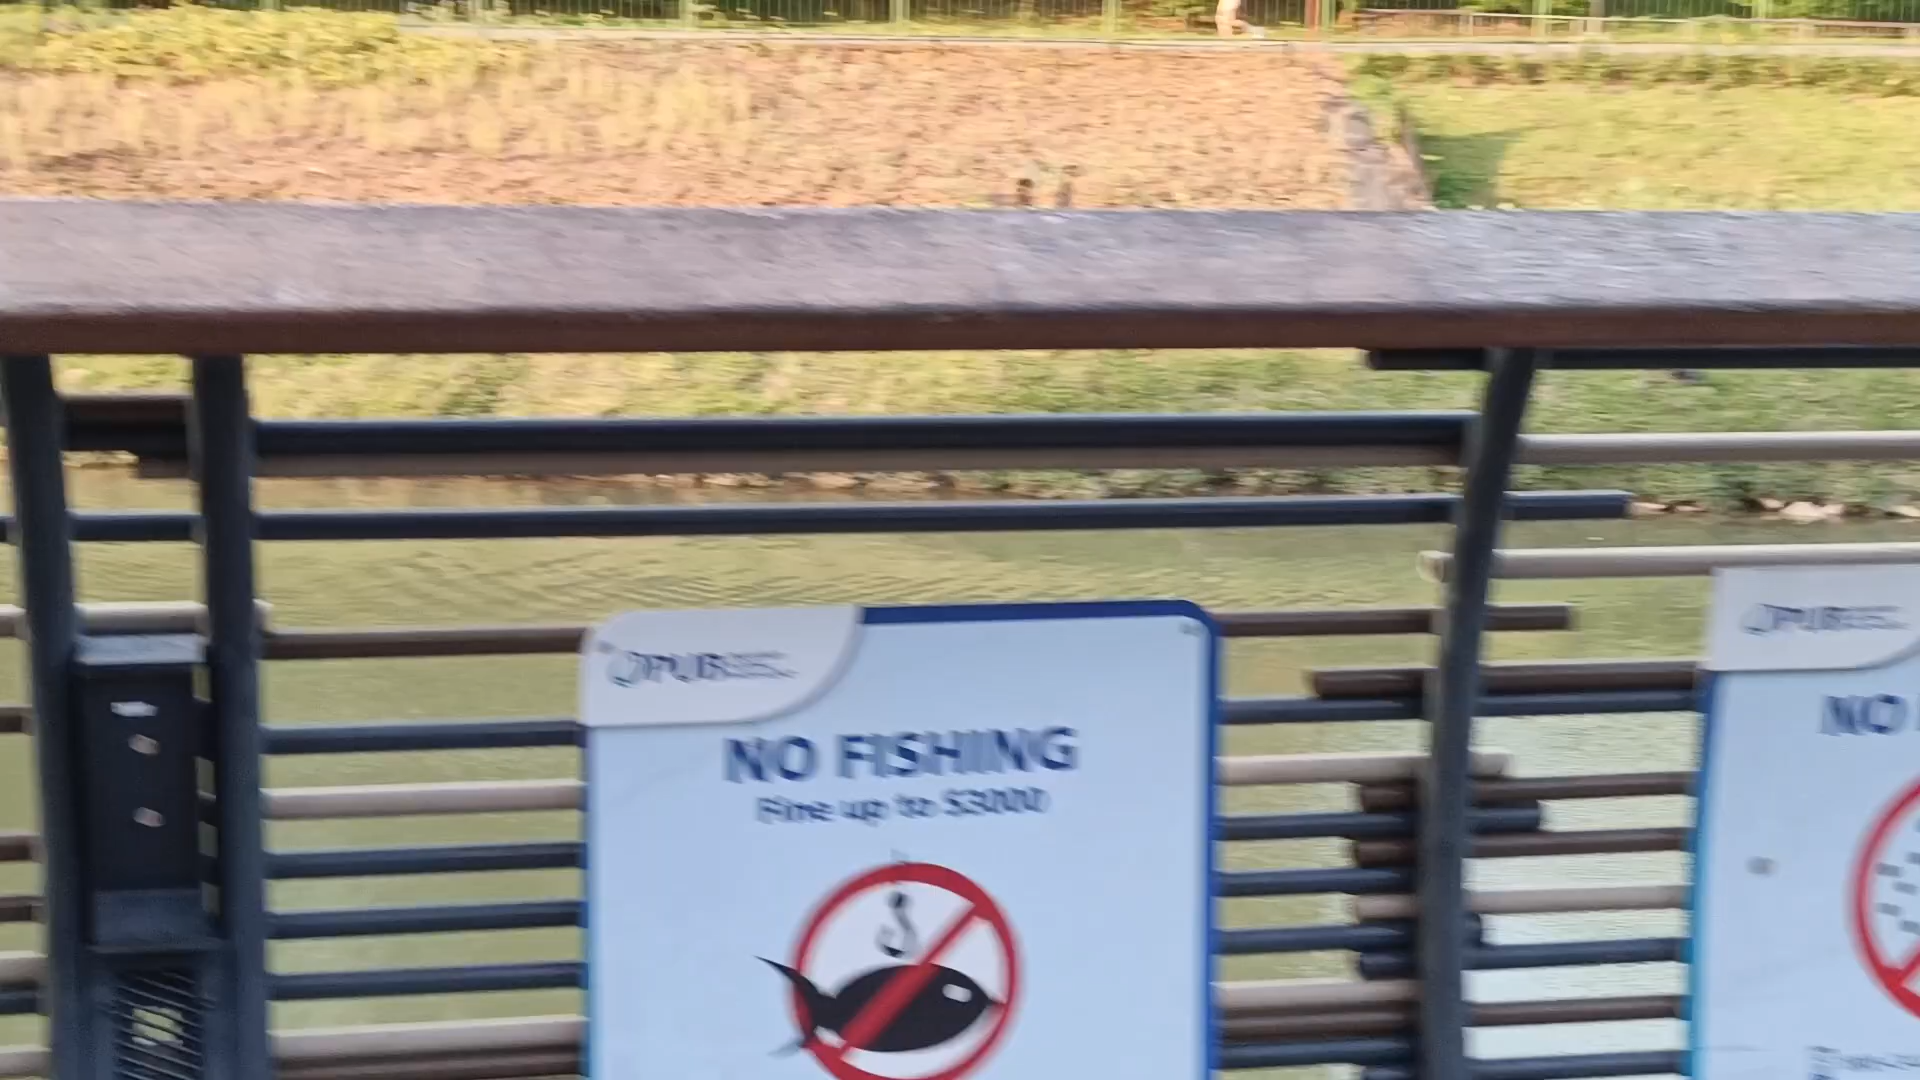 PUB
NO FISHING
Fine up to $3000
PUB
NO